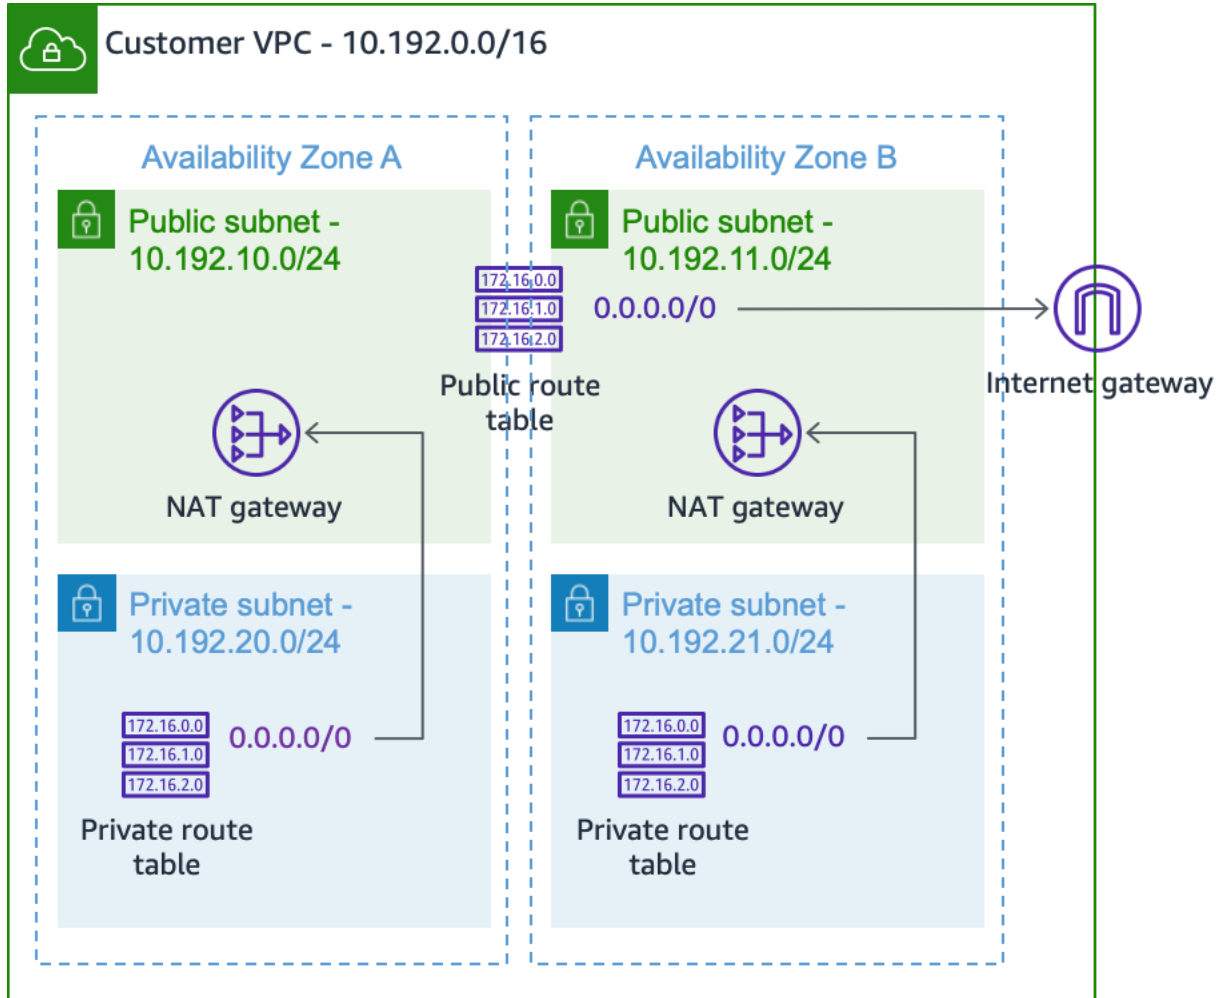 Customer VPC - 10.192.0.0/16
Availability Zone A
Public subnet -
10.192.10.0/24
NAT gateway
Private subnet -
10.192.20.0/24
172.16.0.0
172.16.1.0
172.16.2.0
0.0.0.0/0
Private route
table
172.16.0.0
172.16.1.0
172.16.2.0
Public route
table
Availability Zone B
Public subnet -
10.192.11.0/24
0.0.0.0/0
NAT gateway
Private subnet -
10.192.21.0/24
172.16.0.0
172.16.1.0
172.16.2.0
0.0.0.0/0
Private route
table
Internet gateway